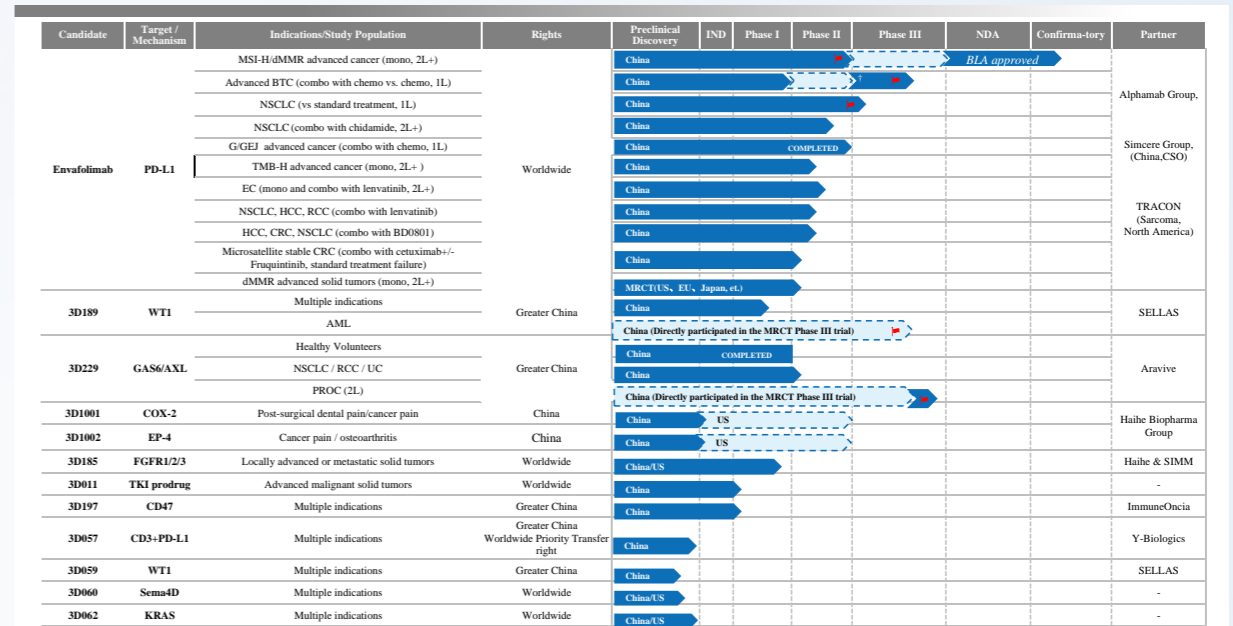 Candidate Target / Mechanism Indications/Study Population Rights Preclinical Discovery IND Phase I Phase II Phase III NDA Confirma-tory Partner
MSI-H/dMMR advanced cancer (mono, 2L+) China BLA approved
Advanced BTC (combo with chemo vs. chemo, 1L) China †
Alphamab Group,
NSCLC (vs standard treatment, 1L) China
NSCLC (combo with chidamide, 2L+) China
G/GEJ advanced cancer (combo with chemo, 1L) China COMPLETED
Simcere Group,
(China,CSO)
Envafolimab PD-L1 TMB-H advanced cancer (mono, 2L+ ) Worldwide China
EC (mono and combo with lenvatinib, 2L+) China
NSCLC, HCC, RCC (combo with lenvatinib) China
TRACON
(Sarcoma,
North America)
HCC, CRC, NSCLC (combo with BD0801) China
Microsatellite stable CRC (combo with cetuximab+/-
Fruquintinib, standard treatment failure) China
dMMR advanced solid tumors (mono, 2L+) MRCT(US、EU、Japan, et.)
3D189 WT1 Multiple indications Greater China China SELLAS
AML China (Directly participated in the MRCT Phase III trial)
Healthy Volunteers China COMPLETED
3D229 GAS6/AXL NSCLC / RCC / UC Greater China China Aravive
PROC (2L) China (Directly participated in the MRCT Phase III trial)
3D1001 COX-2 Post-surgical dental pain/cancer pain China China US
Haihe Biopharma
Group
3D1002 EP-4 Cancer pain / osteoarthritis China China US
3D185 FGFR1/2/3 Locally advanced or metastatic solid tumors Worldwide China/US Haihe & SIMM
3D011 TKI prodrug Advanced malignant solid tumors Worldwide China -
3D197 CD47 Multiple indications Greater China China ImmuneOncia
3D057 CD3+PD-L1 Multiple indications Greater China
Worldwide Priority Transfer
right China Y-Biologics
3D059 WT1 Multiple indications Greater China China SELLAS
3D060 Sema4D Multiple indications Worldwide China/US -
3D062 KRAS Multiple indications Worldwide China/US -